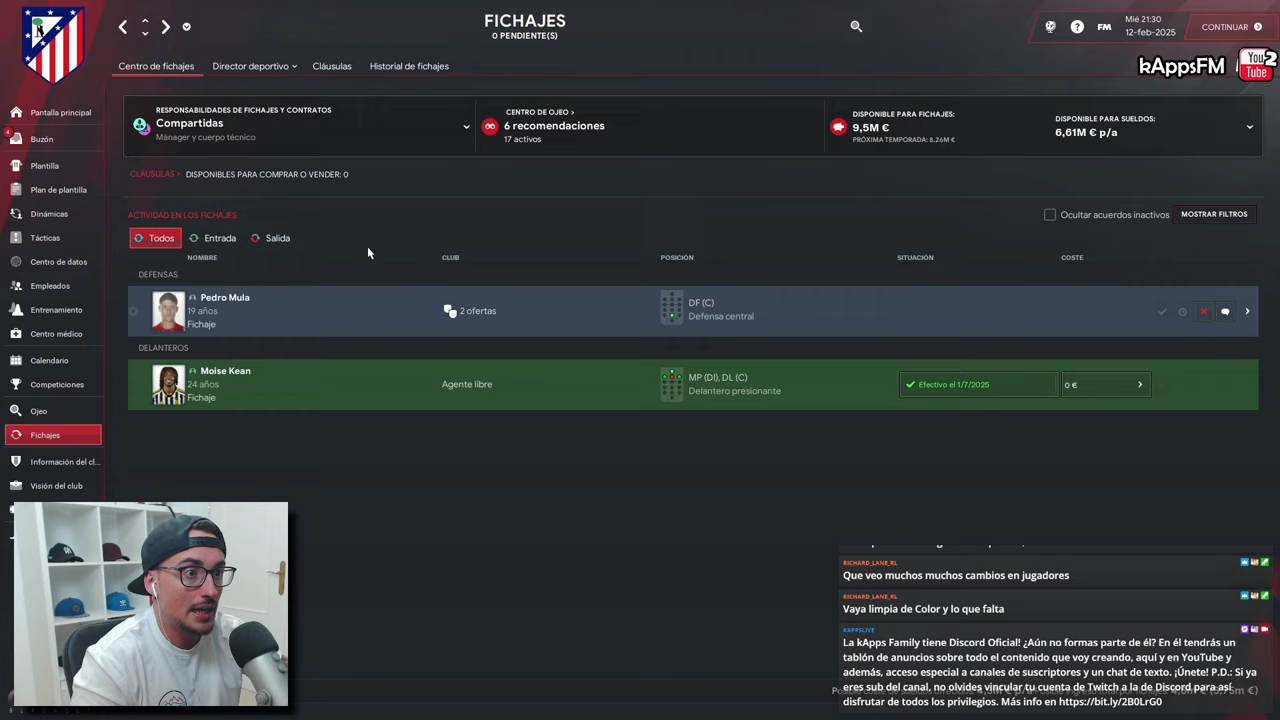 FICHAJES
0 PENDIENTE(S)
FM
Mié 21:30
12-feb-2025
CONTINUAR
kAppsFM
You 2
Tube
Centro de fichajes
Director deportivo
Cláusulas
Historial de fichajes
RESPONSABILIDADES DE FICHAJES Y CONTRATOS
Compartidas
Mánager y cuerpo técnico
CENTRO DE OJEO >
6 recomendaciones
17 activos
DISPONIBLE PARA FICHAJES:
9,5M €
PRÓXIMA TEMPORADA: 8,26M €
DISPONIBLE PARA SUELDOS:
6,61M € p/a
CLÁUSULAS > DISPONIBLES PARA COMPRAR O VENDER: 0
ACTIVIDAD EN LOS FICHAJES
Ocultar acuerdos inactivos
MOSTRAR FILTROS
Todos
Entrada
Salida
NOMBRE
CLUB
POSICIÓN
SITUACIÓN
COSTE
DEFENSAS
Pedro Mula
19 años
Fichaje
2 ofertas
DF (C)
Defensa central
DELANTEROS
Moise Kean
24 años
Fichaje
Agente libre
MP (DI), DL (C)
Delantero presionante
Efectivo el 1/7/2025
0 €
Pantalla principal
4
Buzón
Plantilla
Plan de plantilla
Dinámicas
Tácticas
Centro de datos
Empleados
Entrenamiento
Centro médico
Calendario
Competiciones
Ojeo
Fichajes
Información del cl...
Visión del club
RICHARD_LANE_RL
Que veo muchos muchos cambios en jugadores
RICHARD_LANE_RL
Vaya limpia de Color y lo que falta
KAPPSLIVE
La kApps Family tiene Discord Oficial! ¿Aún no formas parte de él? En él tendrás un
tablón de anuncios sobre todo el contenido que voy creando, aquí y en YouTube y
además, acceso especial a canales de suscriptores y un chat de texto. ¡Únete! P.D.: Si ya
eres sub del canal, no olvides vincular tu cuenta de Twitch a la de Discord para así
disfrutar de todos los privilegios. Más info en https://bit.ly/2B0LrG0